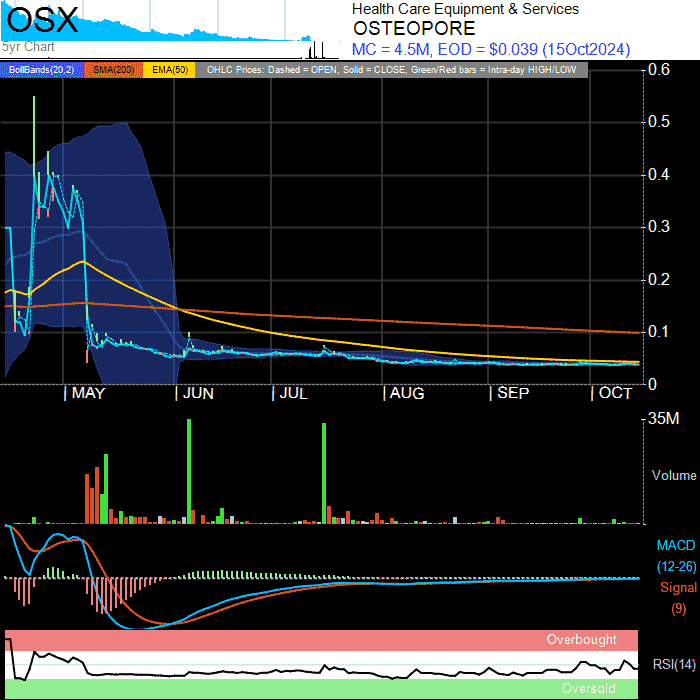 OSX
5yr Chart
Health Care Equipment & Services
OSTEOPORE
MC = 4.5M, EOD = $0.039 (15Oct2024)
BollBands(20,2) SMA(200) EMA(50) OHLC Prices: Dashed = OPEN, Solid = CLOSE, Green/Red bars = Intra-day HIGH/LOW
0.6
0.5
0.4
0.3
0.2
0.1
0
| MAY | JUN | JUL | AUG | SEP | OCT
35M
Volume
MACD
(12-26)
Signal
(9)
Overbought
RSI(14)
Oversold